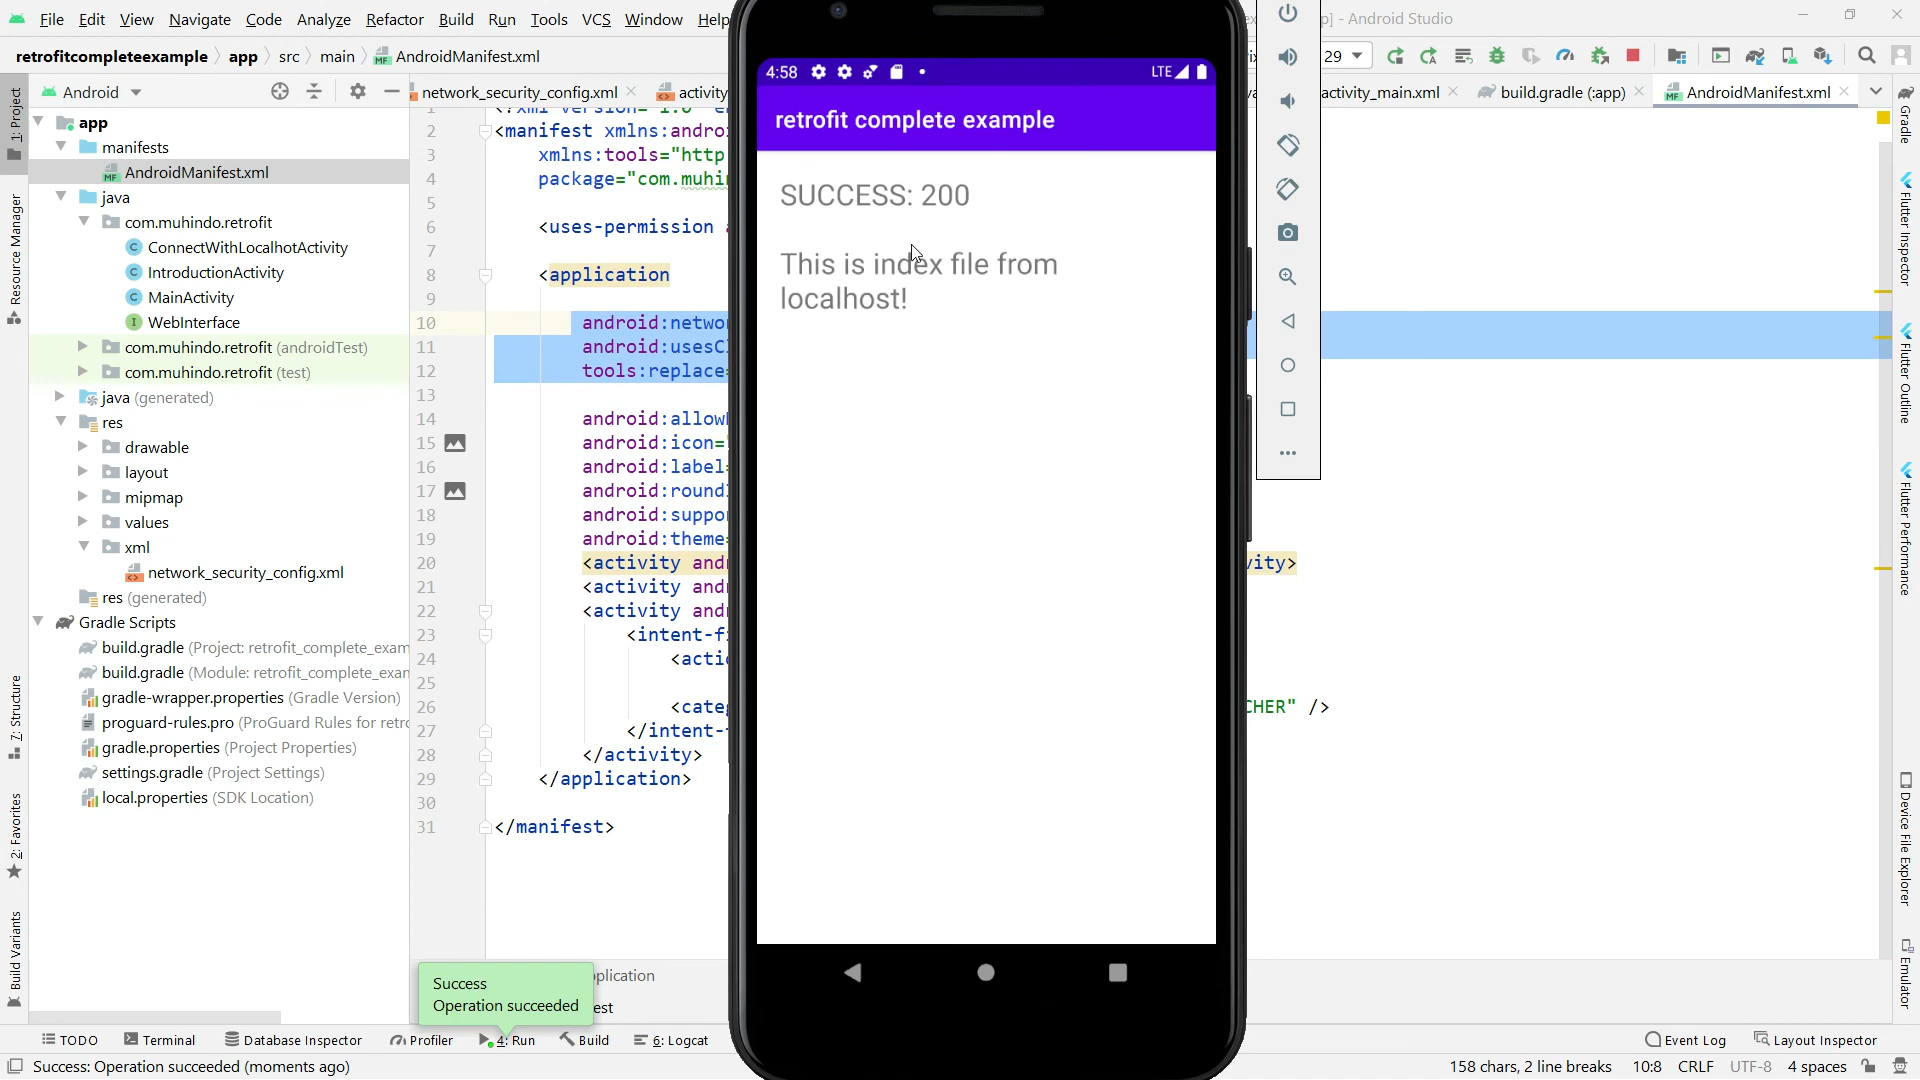 File Edit View Navigate Code Analyze Refactor Build Run Tools VCS Window Help - Android Studio
retrofitcompleteexample app src main AndroidManifest.xml 29
Android network_security_config.xml activity_main.xml build.gradle (:app) AndroidManifest.xml
1: Project
Resource Manager
7: Structure
2: Favorites
Build Variants
app
manifests
AndroidManifest.xml
java
com.muhindo.retrofit
ConnectWithLocalhotActivity
IntroductionActivity
MainActivity
WebInterface
com.muhindo.retrofit (androidTest)
com.muhindo.retrofit (test)
java (generated)
res
drawable
layout
mipmap
values
xml
network_security_config.xml
res (generated)
Gradle Scripts
build.gradle (Project: retrofit_complete_exam
build.gradle (Module: retrofit_complete_exam
gradle-wrapper.properties (Gradle Version)
proguard-rules.pro (ProGuard Rules for retro
gradle.properties (Project Properties)
settings.gradle (Project Settings)
local.properties (SDK Location)
2 <manifest xmlns:andro
3 xmlns:tools="http
4 package="com.muhin
5
6 <uses-permission
7
8 <application
9
10 android:netwo
11 android:usesC
12 tools:replace=
13
14 android:allow
15 android:icon=
16 android:label=
17 android:round
18 android:suppo
19 android:theme=
20 <activity and vity>
21 <activity and
22 <activity and
23 <intent-f
24 <acti
25
26 <cate CHER" />
27 </intent-
28 </activity>
29 </application>
30
31 </manifest>
4:58 LTE
retrofit complete example
SUCCESS: 200
This is index file from
localhost!
Gradle
Flutter Inspector
Flutter Outline
Flutter Performance
Device File Explorer
Emulator
Success
Operation succeeded
plication
est
TODO Terminal Database Inspector Profiler 4: Run Build 6: Logcat Event Log Layout Inspector
Success: Operation succeeded (moments ago) 158 chars, 2 line breaks 10:8 CRLF UTF-8 4 spaces